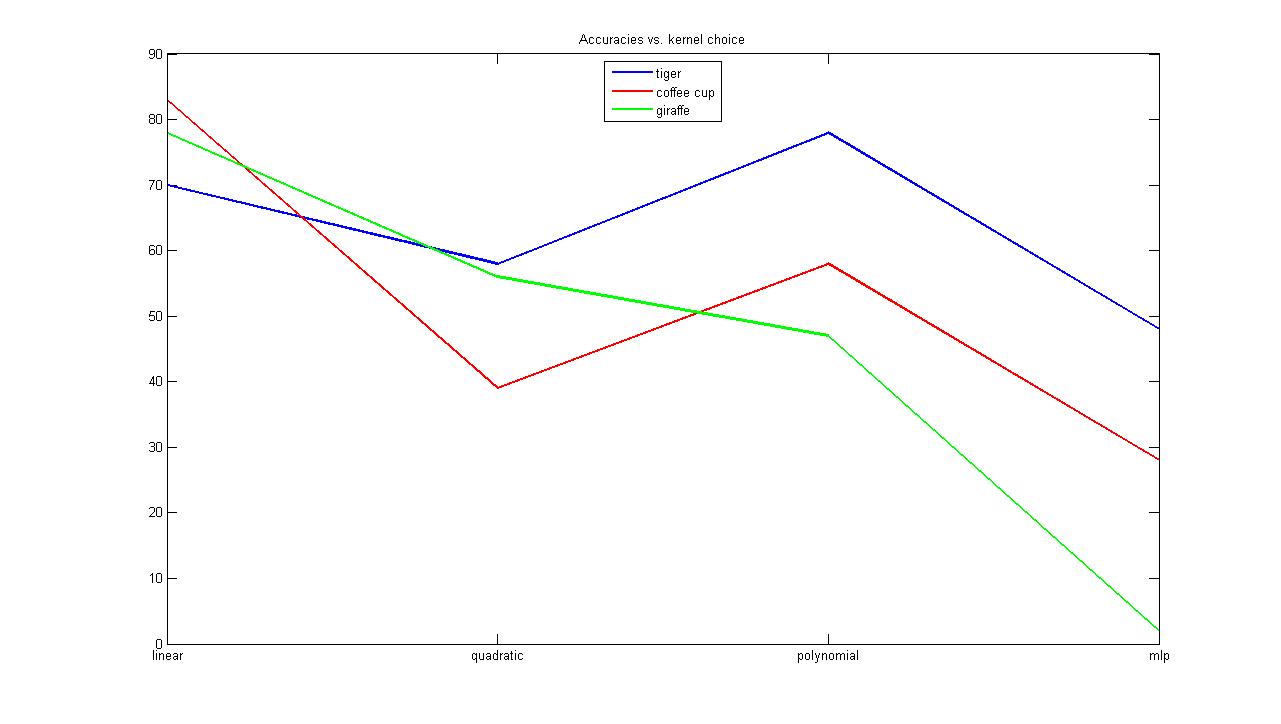 Accuracies vs. kernel choice
tiger
coffee cup
giraffe
90
80
70
60
50
40
30
20
10
0
linear quadratic polynomial mlp